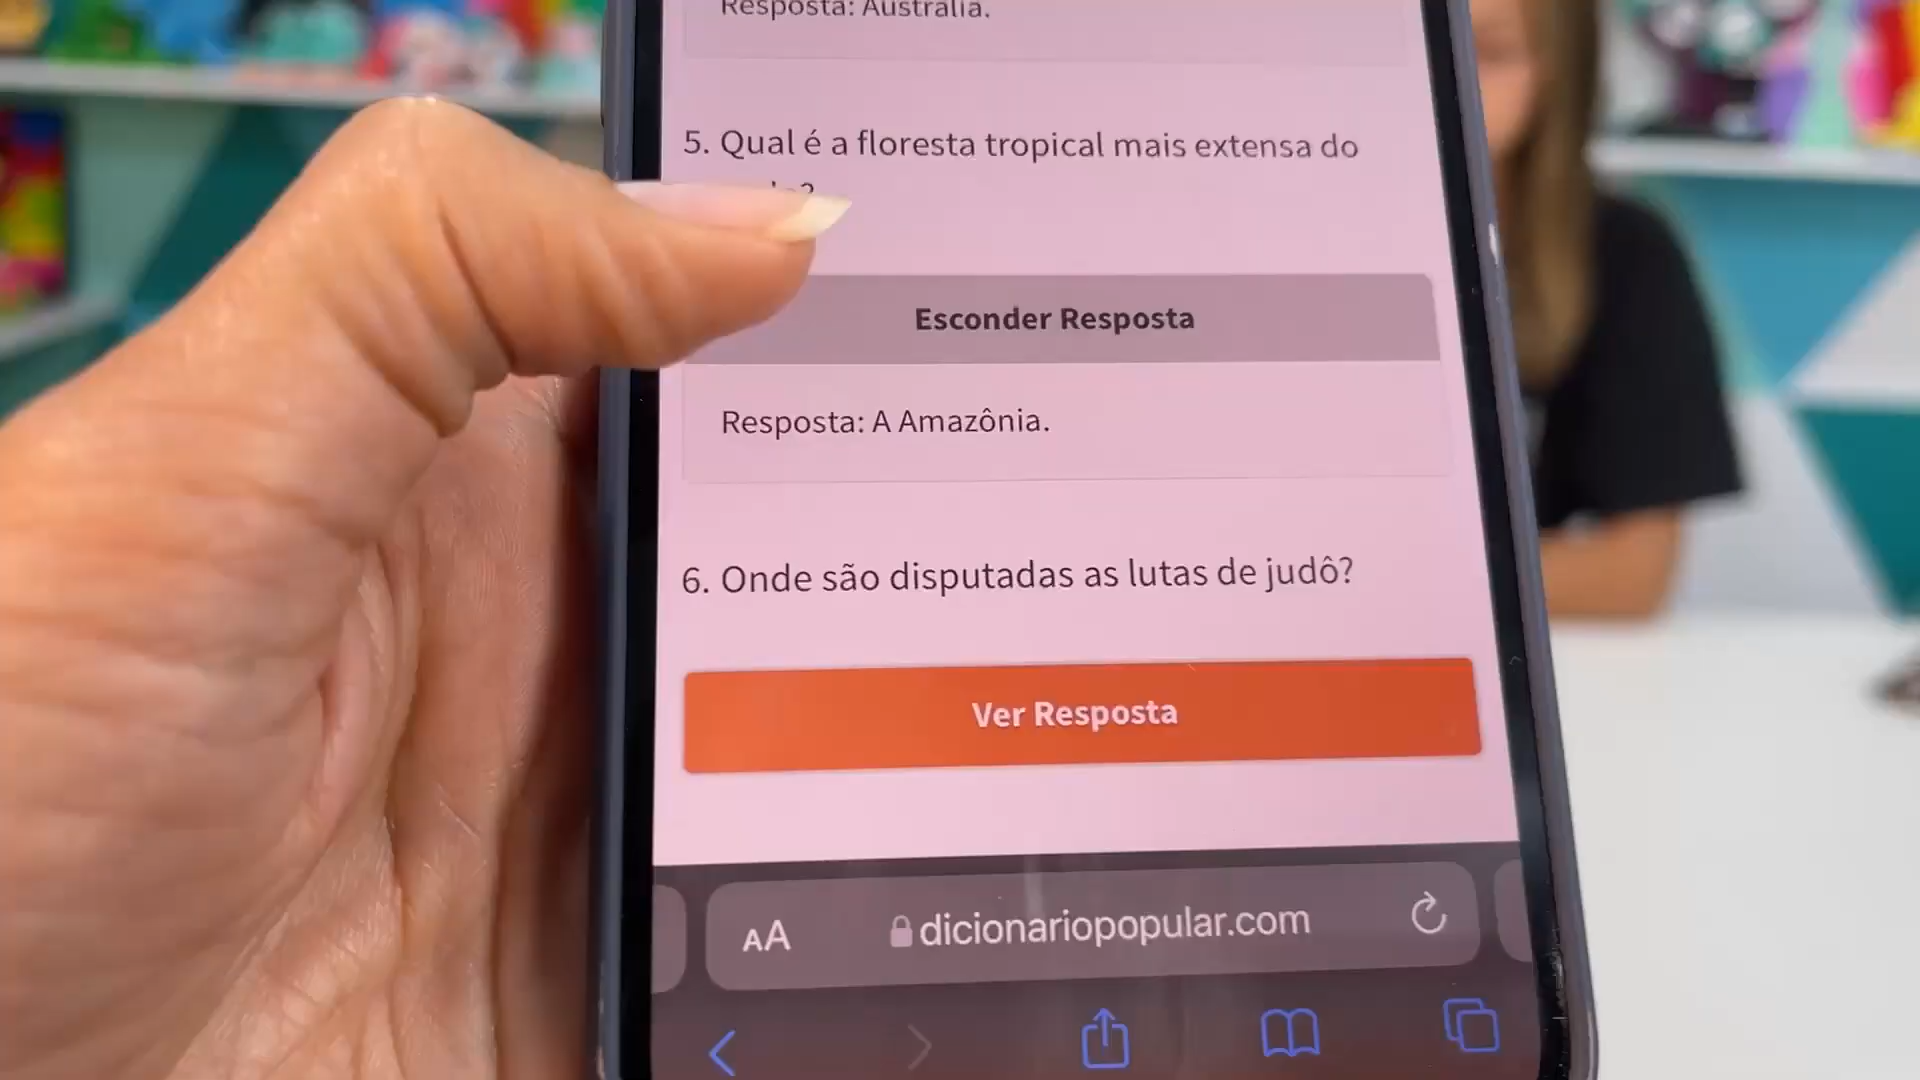 Resposta: Austrália.
5. Qual é a floresta tropical mais extensa do
Esconder Resposta
Resposta: A Amazônia.
6. Onde são disputadas as lutas de judô?
Ver Resposta
AA dicionariopopular.com